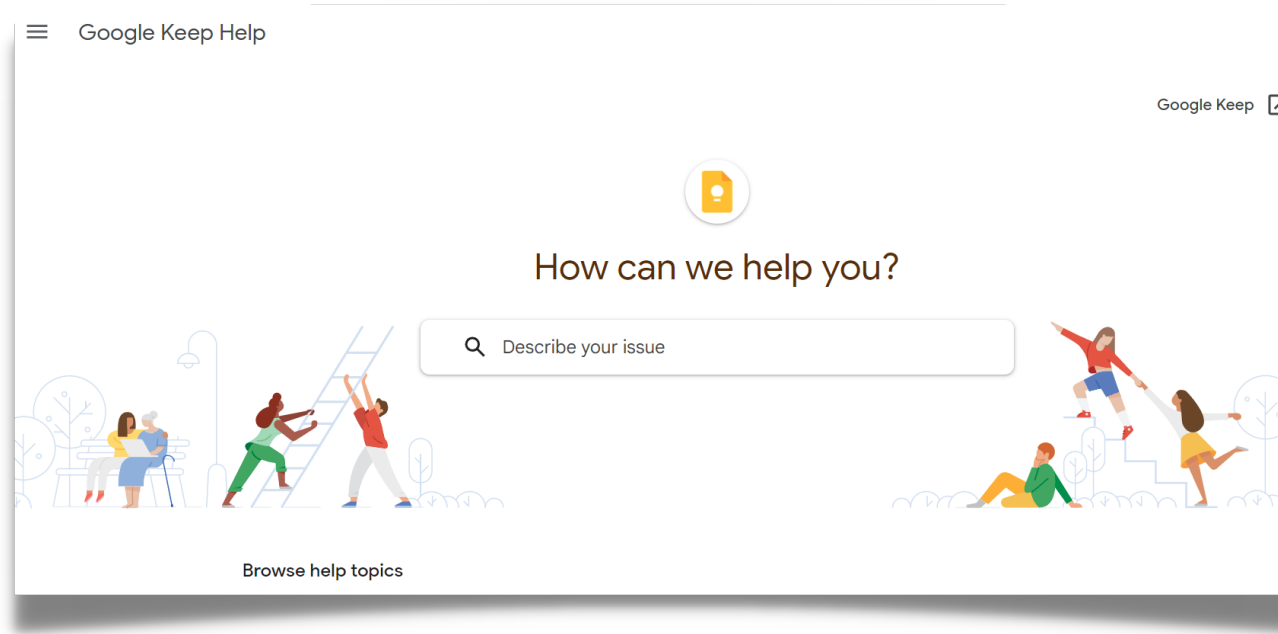 Google Keep Help
Google Keep
How can we help you?
Describe your issue
Browse help topics